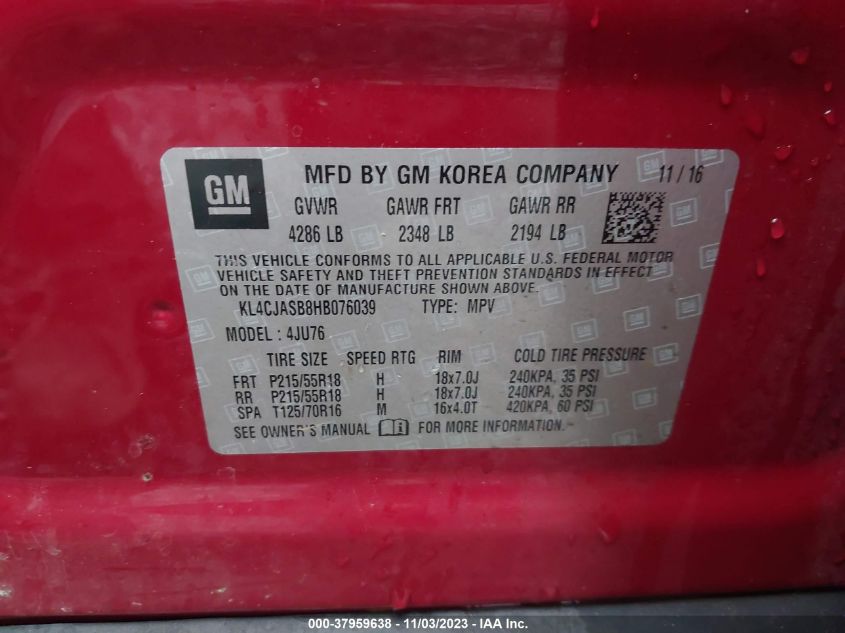 GM MFD BY GM KOREA COMPANY 11/16
GVWR GAWR FRT GAWR RR
4286 LB 2348 LB 2194 LB
THIS VEHICLE CONFORMS TO ALL APPLICABLE U.S. FEDERAL MOTOR
VEHICLE SAFETY AND THEFT PREVENTION STANDARDS IN EFFECT
ON THE DATE OF MANUFACTURE SHOWN ABOVE.
KL4CJASB8HB076039 TYPE: MPV
MODEL: 4JU76
TIRE SIZE SPEED RTG RIM COLD TIRE PRESSURE
FRT P215/55R18 H 18x7.0J 240KPA, 35 PSI
RR P215/55R18 H 18x7.0J 240KPA, 35 PSI
SPA T125/70R16 M 16x4.0T 420KPA, 60 PSI
SEE OWNER'S MANUAL i FOR MORE INFORMATION.
000-37959638 - 11/03/2023 - IAA Inc.